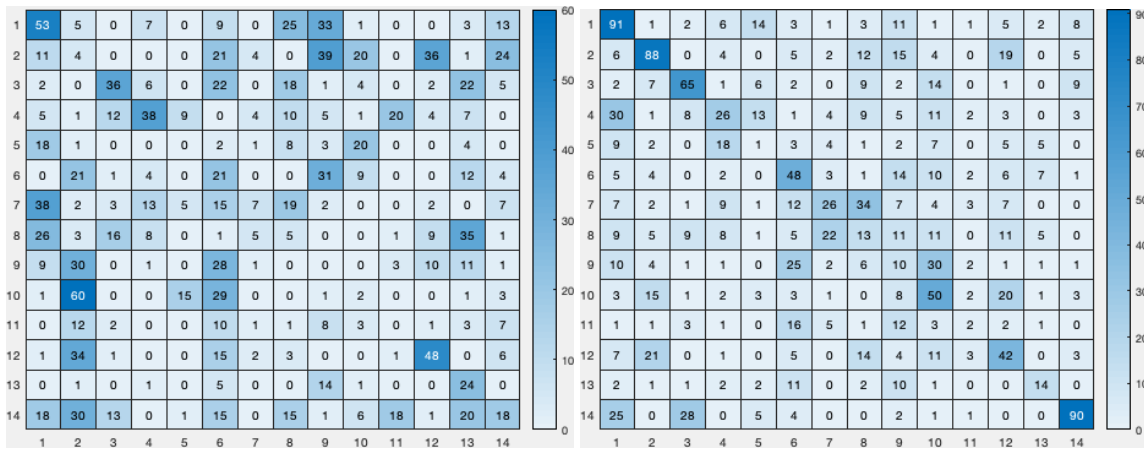 1 53 5 0 7 0 9 0 25 33 1 0 0 3 13
2 11 4 0 0 0 21 4 0 39 20 0 36 1 24
3 2 0 36 6 0 22 0 18 1 4 0 2 22 5
4 5 1 12 38 9 0 4 10 5 1 20 4 7 0
5 18 1 0 0 0 2 1 8 3 20 0 0 4 0
6 0 21 1 4 0 21 0 0 31 9 0 0 12 4
7 38 2 3 13 5 15 7 19 2 0 0 2 0 7
8 26 3 16 8 0 1 5 5 0 0 1 9 35 1
9 9 30 0 1 0 28 1 0 0 0 3 10 11 1
10 1 60 0 0 15 29 0 0 1 2 0 0 1 3
11 0 12 2 0 0 10 1 1 8 3 0 1 3 7
12 1 34 1 0 0 15 2 3 0 0 1 48 0 6
13 0 1 0 1 0 5 0 0 14 1 0 0 24 0
14 18 30 13 0 1 15 0 15 1 6 18 1 20 18
1 2 3 4 5 6 7 8 9 10 11 12 13 14
60
50
40
30
20
10
0
1 91 1 2 6 14 3 1 3 11 1 1 5 2 8
2 6 88 0 4 0 5 2 12 15 4 0 19 0 5
3 2 7 65 1 6 2 0 9 2 14 0 1 0 9
4 30 1 8 26 13 1 4 9 5 11 2 3 0 3
5 9 2 0 18 1 3 4 1 2 7 0 5 5 0
6 5 4 0 2 0 48 3 1 14 10 2 6 7 1
7 7 2 1 9 1 12 26 34 7 4 3 7 0 0
8 9 5 9 8 1 5 22 13 11 11 0 11 5 0
9 10 4 1 1 0 25 2 6 10 30 2 1 1 1
10 3 15 1 2 3 3 1 0 8 50 2 20 1 3
11 1 1 3 1 0 16 5 1 12 3 2 2 1 0
12 7 21 0 1 0 5 0 14 4 11 3 42 0 3
13 2 1 1 2 2 11 0 2 10 1 0 0 14 0
14 25 0 28 0 5 4 0 0 2 1 1 0 0 90
1 2 3 4 5 6 7 8 9 10 11 12 13 14
90
80
70
60
50
40
30
20
10
0